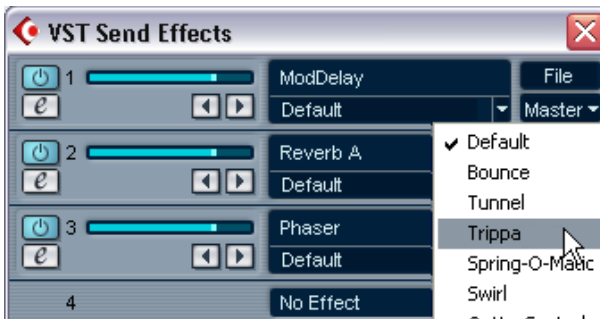 VST Send Effects
1 ModDelay File
e Default Master
2 Reverb A
e Default
3 Phaser
e Default
4 No Effect
Default
Bounce
Tunnel
Trippa
Spring-O-Matic
Swirl